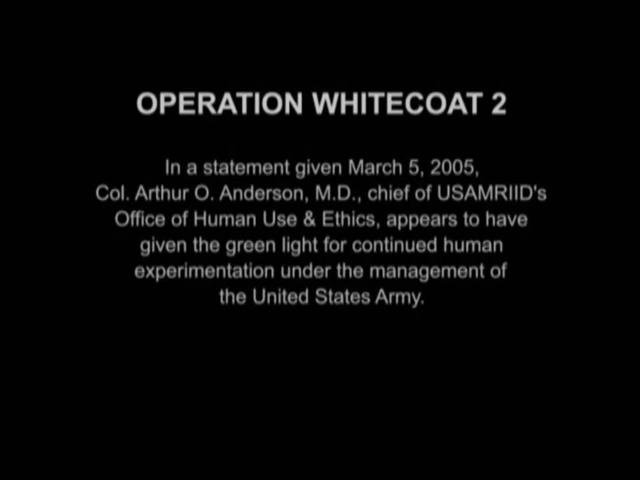 OPERATION WHITECOAT 2
In a statement given March 5, 2005,
Col. Arthur O. Anderson, M.D., chief of USAMRIID's
Office of Human Use & Ethics, appears to have
given the green light for continued human
experimentation under the management of
the United States Army.